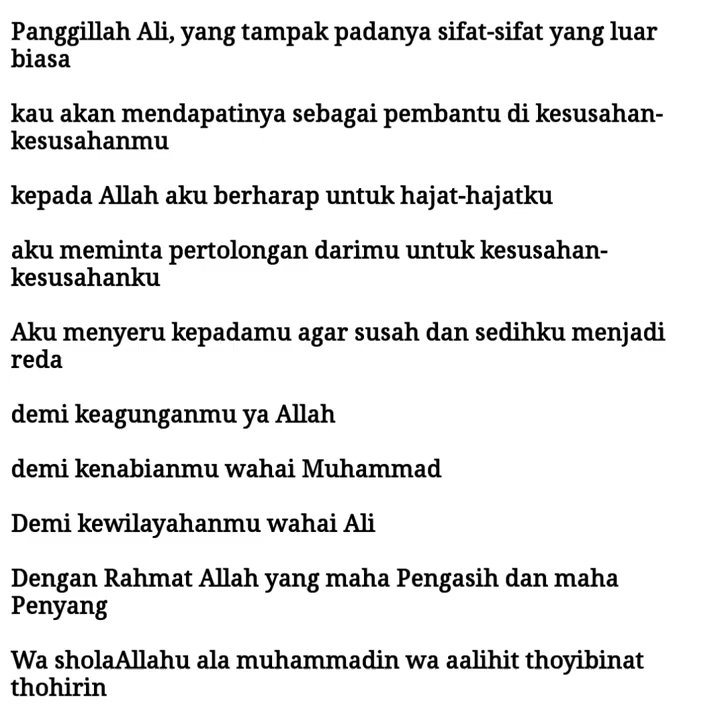 Panggillah Ali, yang tampak padanya sifat-sifat yang luar
biasa
kau akan mendapatinya sebagai pembantu di kesusahan-
kesusahanmu
kepada Allah aku berharap untuk hajat-hajatku
aku meminta pertolongan darimu untuk kesusahan-
kesusahanku
Aku menyeru kepadamu agar susah dan sedihku menjadi
reda
demi keagunganmu ya Allah
demi kenabianmu wahai Muhammad
Demi kewilayahanmu wahai Ali
Dengan Rahmat Allah yang maha Pengasih dan maha
Penyang
Wa sholaAllahu ala muhammadin wa aalihit thoyibinat
thohirin